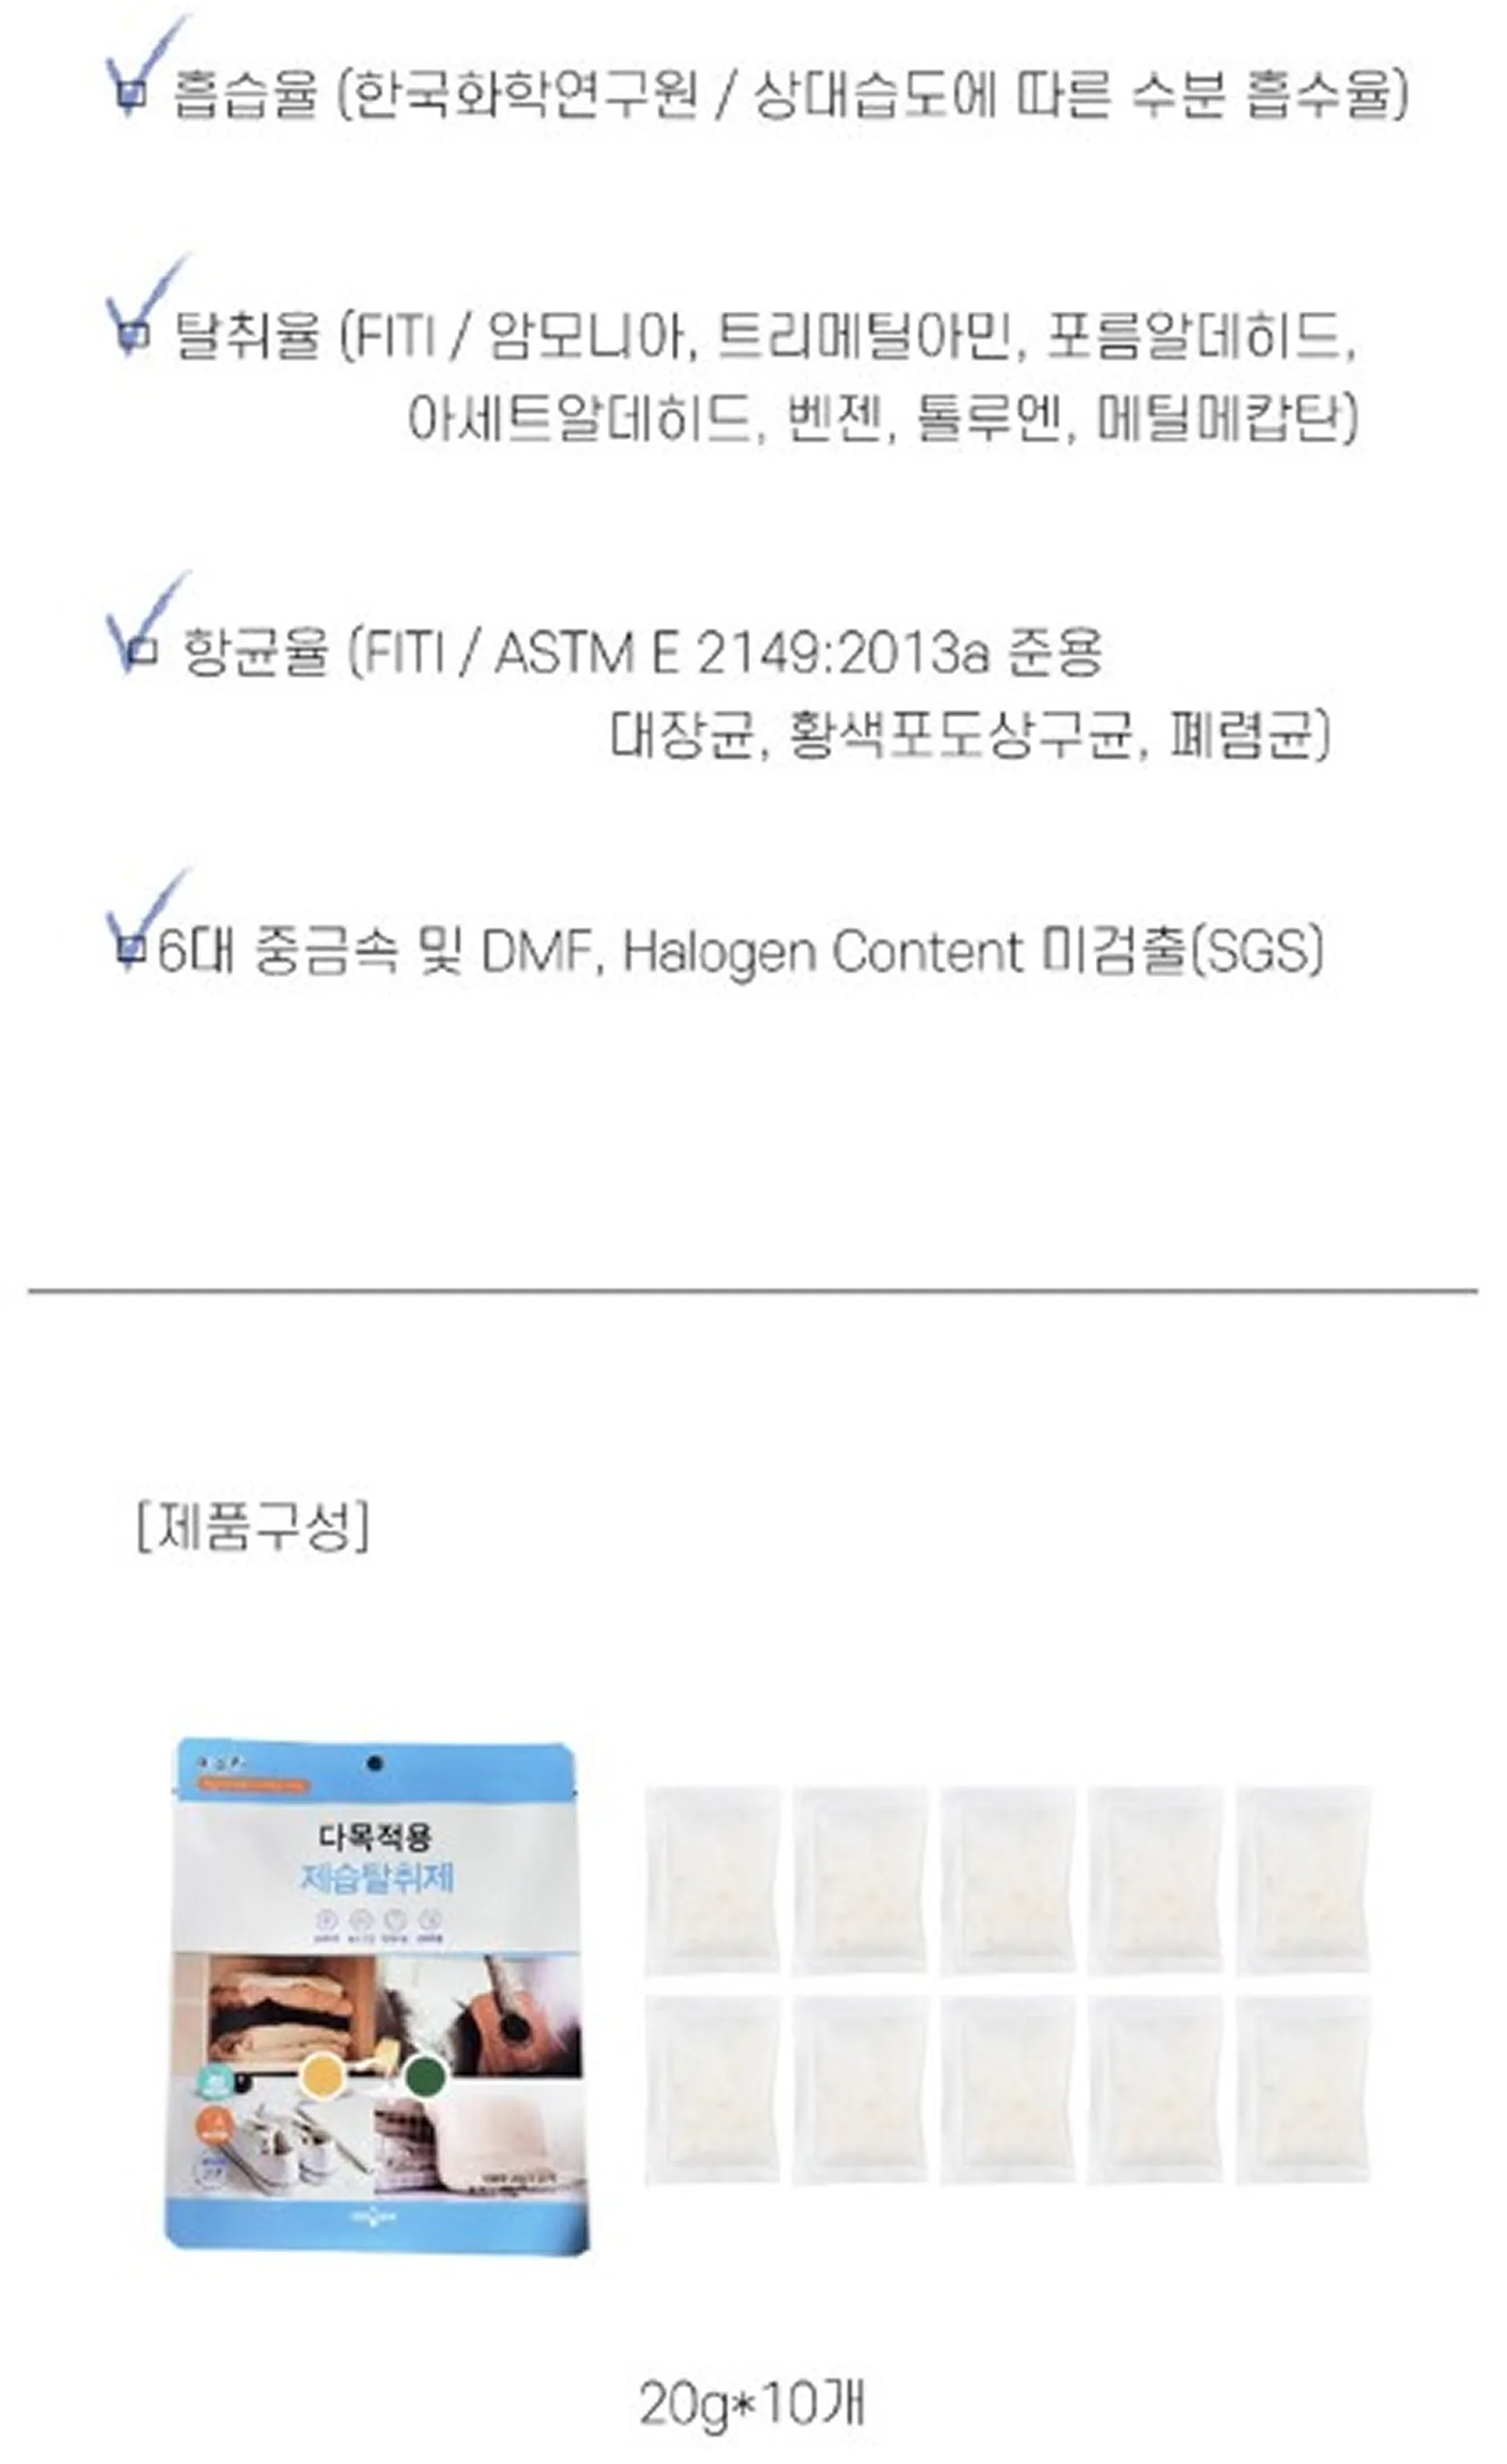 흡습율 (한국화학연구원 / 상대습도에 따른 수분 흡수율)
탈취율 (FITI / 암모니아, 트리메틸아민, 포름알데히드,
아세트알데히드, 벤젠, 톨루엔, 메틸메캅탄)
항균율 (FITI / ASTM E 2149:2013a 준용
대장균, 황색포도상구균, 폐렴균)
6대 중금속 및 DMF, Halogen Content 미검출(SGS)
[제품구성]
다목적용
제습탈취제
20g*10개